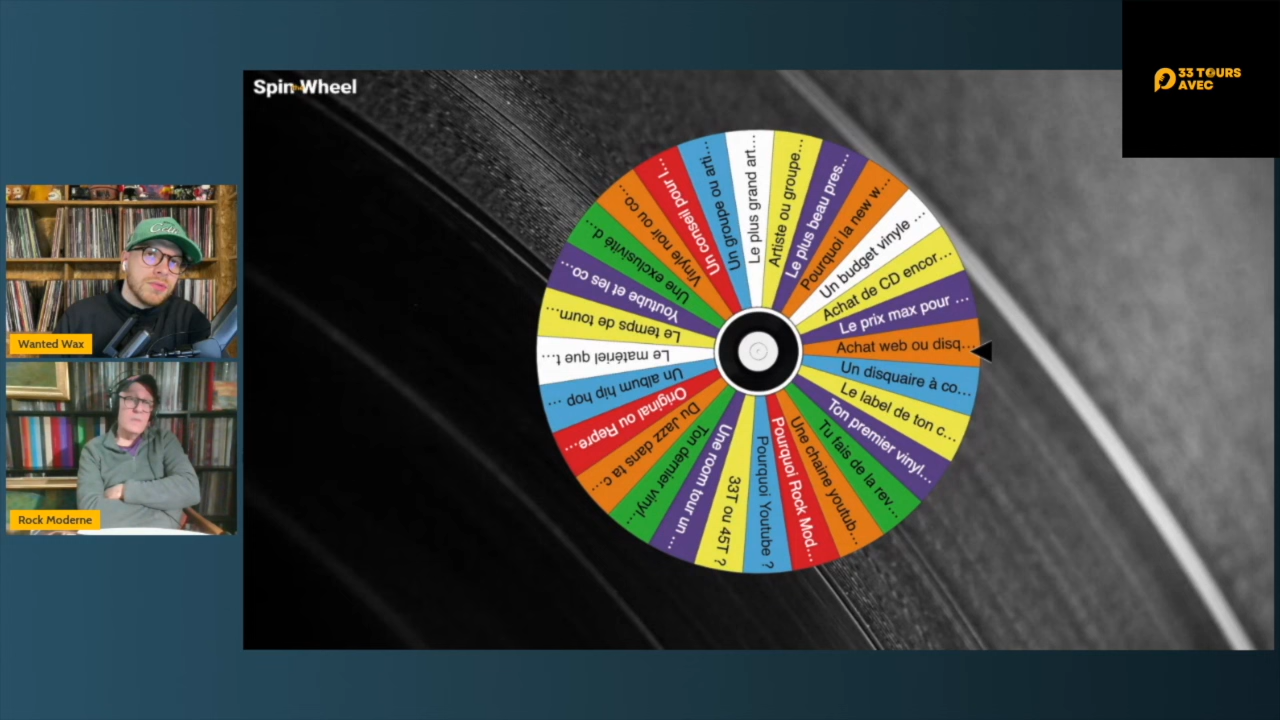 Spin The Wheel
33 TOURS
AVEC
Wanted Wax
Rock Moderne
Le plus grand art...
Artiste ou groupe...
Le plus beau pres...
Pourquoi la new w...
Un budget vinyle ...
Achat de CD encor...
Le prix max pour ...
Achat web ou disq...
Un disquaire à co...
Le label de ton c...
Ton premier vinyl...
Tu fais de la rev...
Une chaine youtub...
Pourquoi Rock Mod...
Pourquoi Youtube ?
33T ou 45T ?
Une room tour un ...
Ton dernier vinyl...
Du Jazz dans ta c...
Original ou Repre...
Un album hip hop ...
Le matériel que t...
Le temps de tourn...
Youtube et les co...
Une exclusivité d...
Vinyle noir ou co...
Un conseil pour l...
Un groupe ou arti...